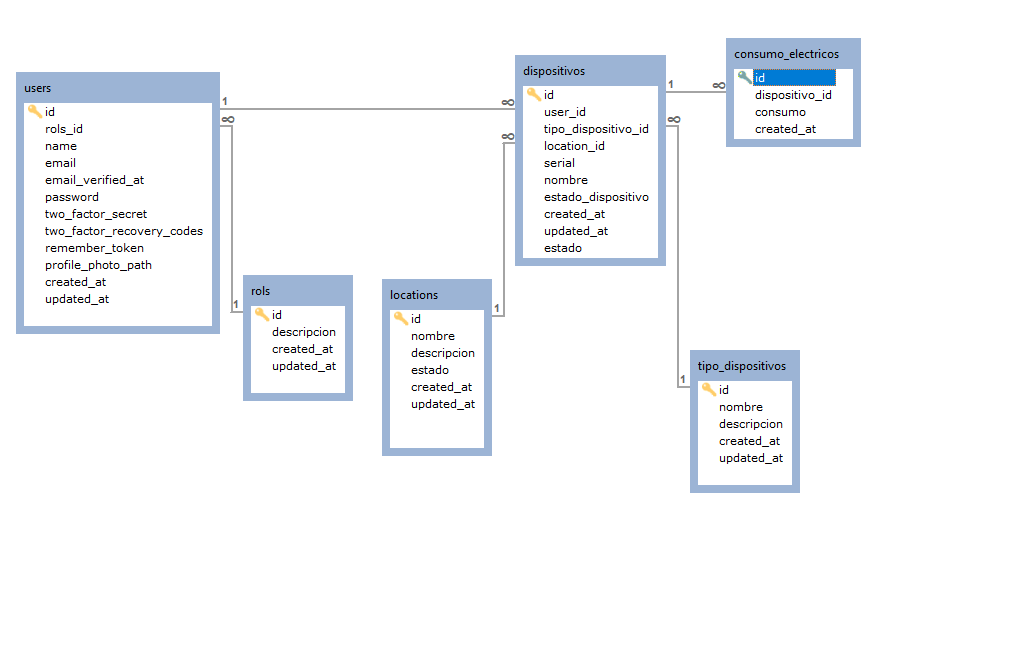 users
id
rols_id
name
email
email_verified_at
password
two_factor_secret
two_factor_recovery_codes
remember_token
profile_photo_path
created_at
updated_at
1
∞
∞
1
rols
id
descripcion
created_at
updated_at
locations
id
nombre
descripcion
estado
created_at
updated_at
1
∞
dispositivos
id
user_id
tipo_dispositivo_id
location_id
serial
nombre
estado_dispositivo
created_at
updated_at
estado
1
∞
consumo_electricos
id
dispositivo_id
consumo
created_at
∞
1
tipo_dispositivos
id
nombre
descripcion
created_at
updated_at